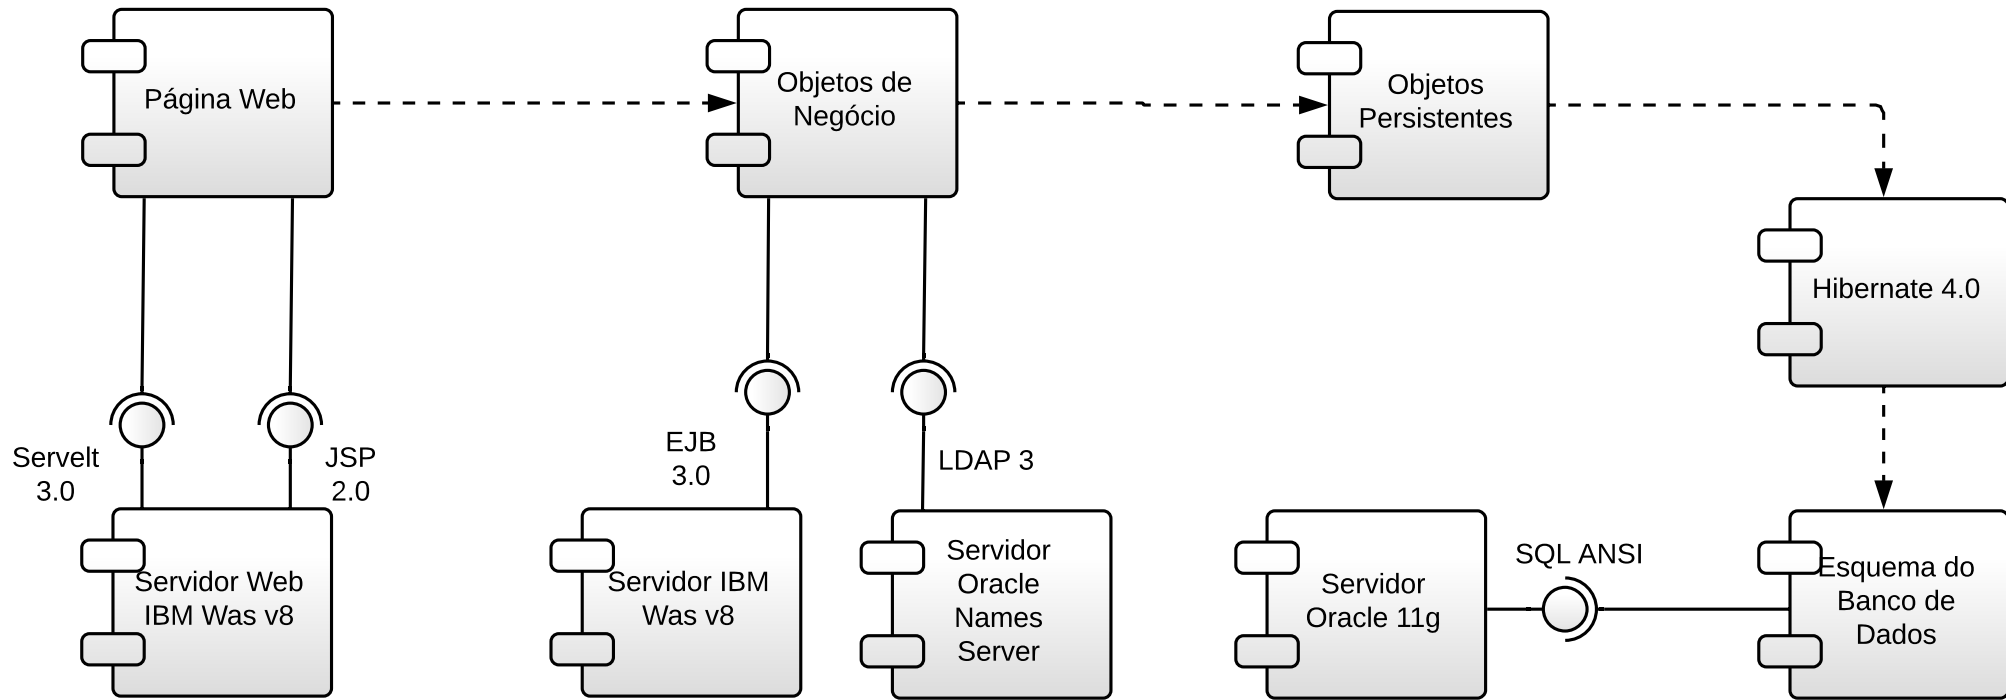 Página Web
Objetos de
Negócio
Objetos
Persistentes
Hibernate 4.0
Servelt
3.0
JSP
2.0
EJB
3.0
LDAP 3
SQL ANSI
Servidor Web
IBM Was v8
Servidor IBM
Was v8
Servidor
Oracle
Names
Server
Servidor
Oracle 11g
Esquema do
Banco de
Dados